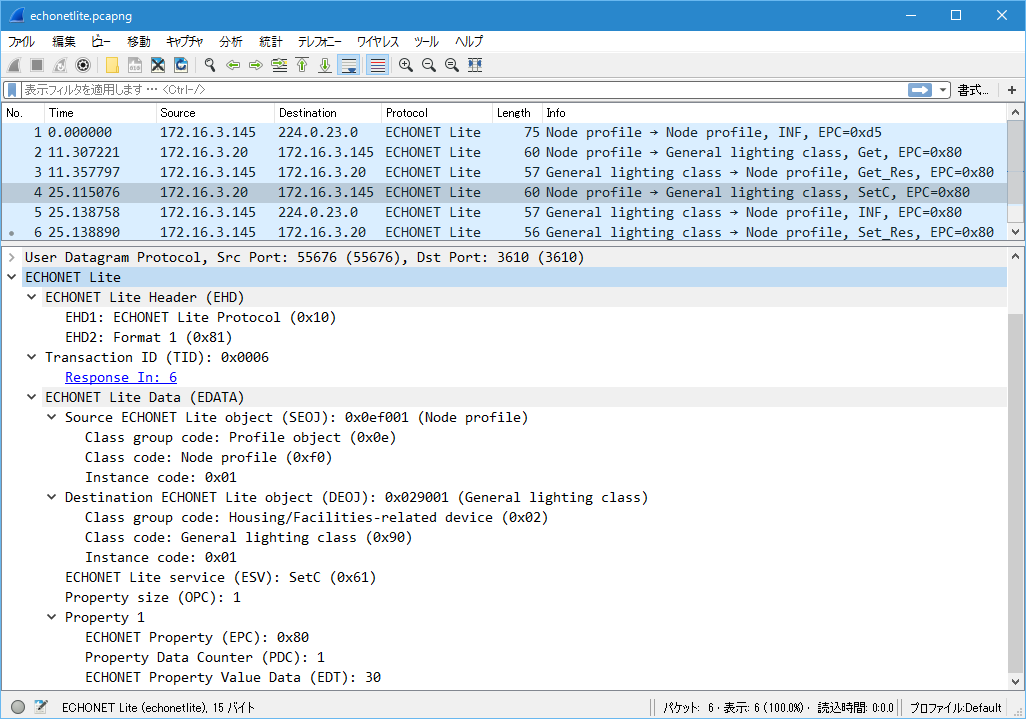 echonetlite.pcapng
ファイル 編集 ビュー 移動 キャプチャ 分析 統計 テレフォニー ワイヤレス ツール ヘルプ
表示フィルタを適用します ⋯ <Ctrl-/> 書式… +
No. Time Source Destination Protocol Length Info
1 0.000000 172.16.3.145 224.0.23.0 ECHONET Lite 75 Node profile → Node profile, INF, EPC=0xd5
2 11.307221 172.16.3.20 172.16.3.145 ECHONET Lite 60 Node profile → General lighting class, Get, EPC=0x80
3 11.357797 172.16.3.145 172.16.3.20 ECHONET Lite 57 General lighting class → Node profile, Get_Res, EPC=0x80
4 25.115076 172.16.3.20 172.16.3.145 ECHONET Lite 60 Node profile → General lighting class, SetC, EPC=0x80
5 25.138758 172.16.3.145 224.0.23.0 ECHONET Lite 57 General lighting class → Node profile, INF, EPC=0x80
6 25.138890 172.16.3.145 172.16.3.20 ECHONET Lite 56 General lighting class → Node profile, Set_Res, EPC=0x80
User Datagram Protocol, Src Port: 55676 (55676), Dst Port: 3610 (3610)
ECHONET Lite
ECHONET Lite Header (EHD)
EHD1: ECHONET Lite Protocol (0x10)
EHD2: Format 1 (0x81)
Transaction ID (TID): 0x0006
Response In: 6
ECHONET Lite Data (EDATA)
Source ECHONET Lite object (SEOJ): 0x0ef001 (Node profile)
Class group code: Profile object (0x0e)
Class code: Node profile (0xf0)
Instance code: 0x01
Destination ECHONET Lite object (DEOJ): 0x029001 (General lighting class)
Class group code: Housing/Facilities-related device (0x02)
Class code: General lighting class (0x90)
Instance code: 0x01
ECHONET Lite service (ESV): SetC (0x61)
Property size (OPC): 1
Property 1
ECHONET Property (EPC): 0x80
Property Data Counter (PDC): 1
ECHONET Property Value Data (EDT): 30
ECHONET Lite (echonetlite), 15 バイト パケット: 6 · 表示: 6 (100.0%) · 読込時間: 0:0.0 プロファイル:Default